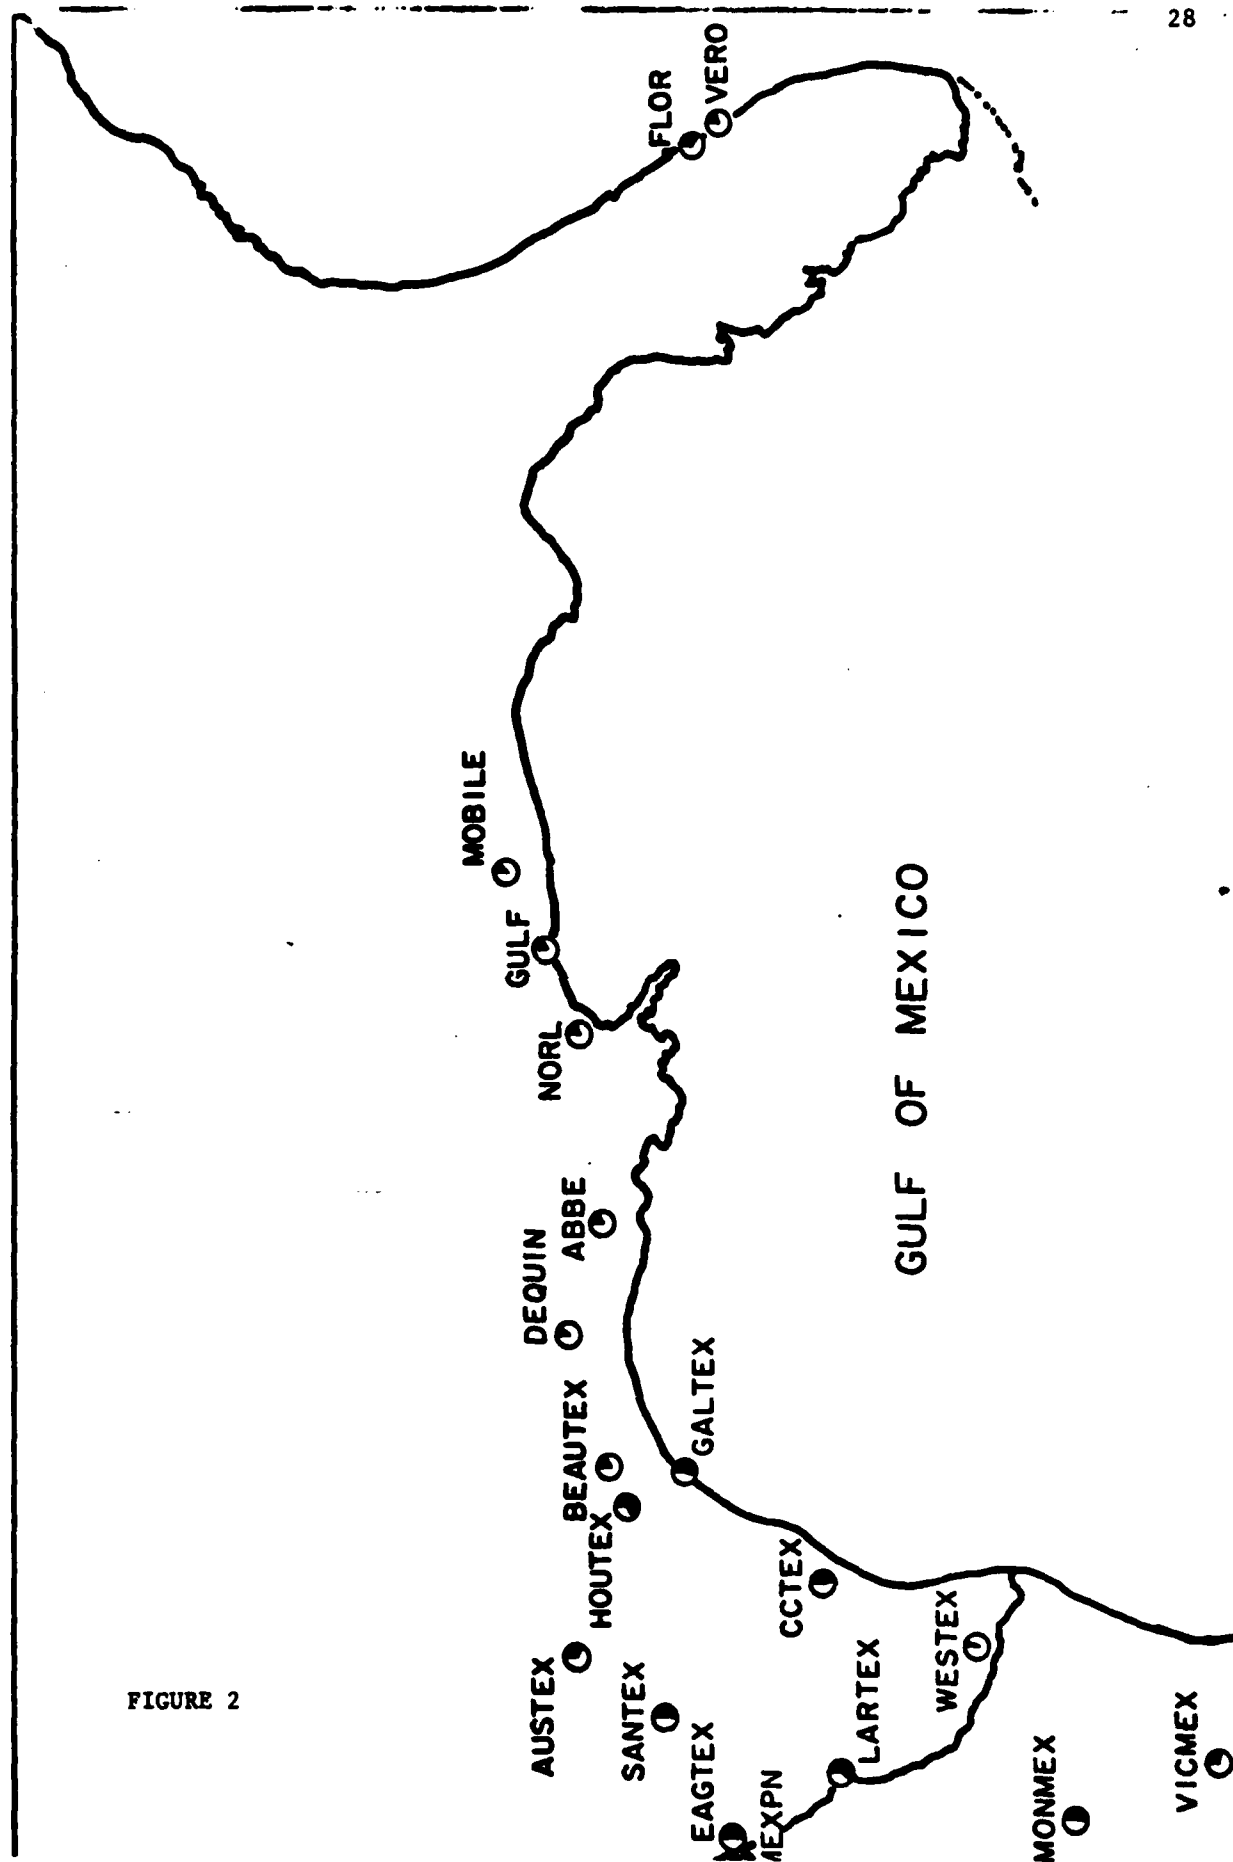 28
FLOR
VERO
MOBILE
GULF
NORL
ABBE
DEQUIN
BEAUTEX
HOUTEX
GALTEX
AUSTEX
SANTEX
CCTEX
EAGTEX
MEXPN
LARTEX
WESTEX
MONMEX
VICMEX
GULF OF MEXICO
FIGURE 2